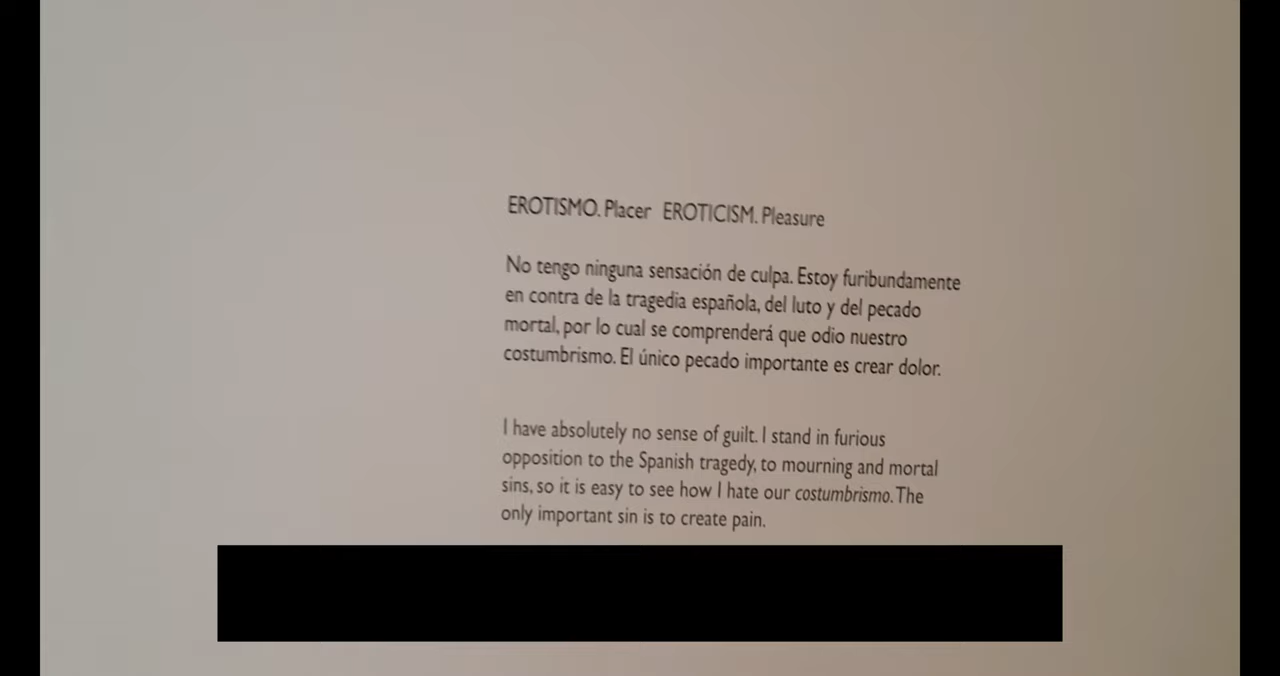 EROTISMO. Placer EROTICISM. Pleasure
No tengo ninguna sensación de culpa. Estoy furibundamente
en contra de la tragedia española, del luto y del pecado
mortal, por lo cual se comprenderá que odio nuestro
costumbrismo. El único pecado importante es crear dolor.
I have absolutely no sense of guilt. I stand in furious
opposition to the Spanish tragedy, to mourning and mortal
sins, so it is easy to see how I hate our costumbrismo. The
only important sin is to create pain.